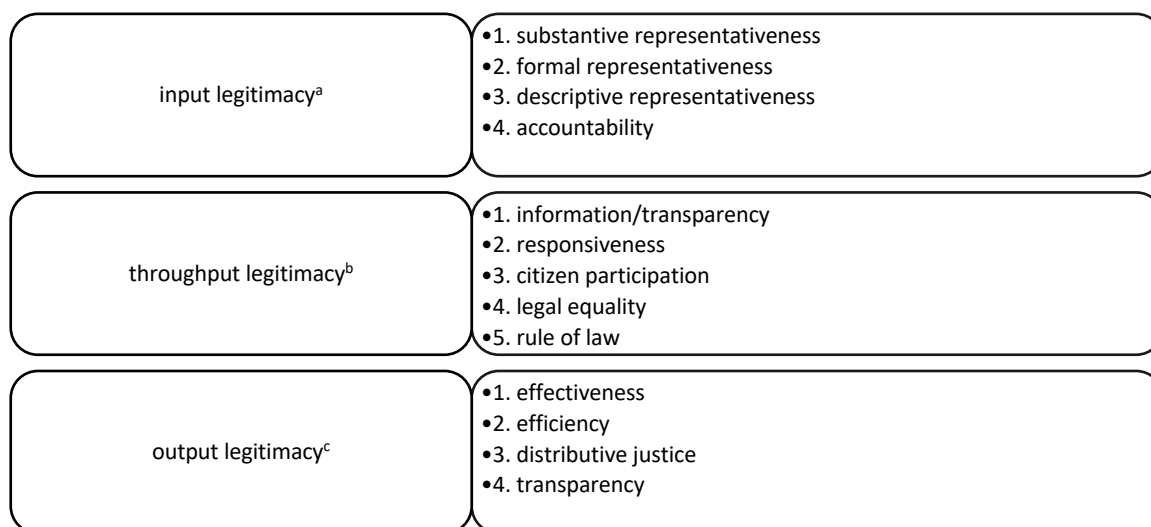 input legitimacyᵃ
•1. substantive representativeness
•2. formal representativeness
•3. descriptive representativeness
•4. accountability
throughput legitimacyᵇ
•1. information/transparency
•2. responsiveness
•3. citizen participation
•4. legal equality
•5. rule of law
output legitimacyᶜ
•1. effectiveness
•2. efficiency
•3. distributive justice
•4. transparency